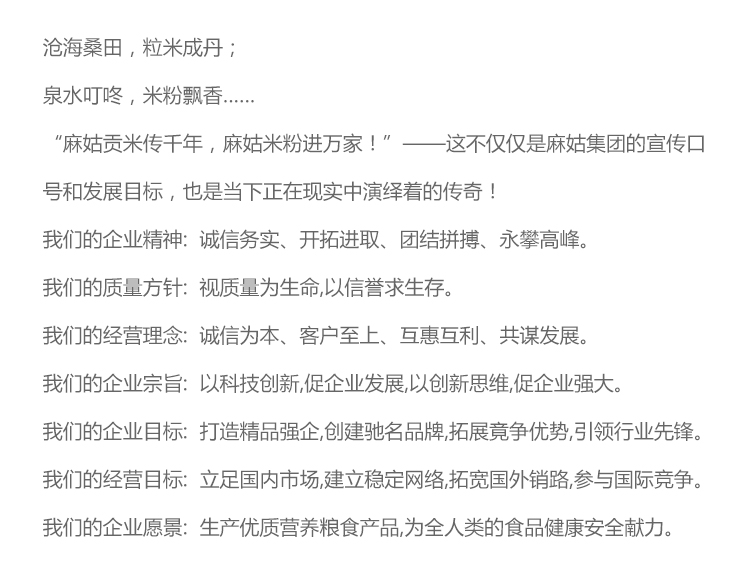 沧海桑田，粒米成丹；
泉水叮咚，米粉飘香……
“麻姑贡米传千年，麻姑米粉进万家！”——这不仅仅是麻姑集团的宣传口
号和发展目标，也是当下正在现实中演绎着的传奇！
我们的企业精神: 诚信务实、开拓进取、团结拼搏、永攀高峰。
我们的质量方针: 视质量为生命,以信誉求生存。
我们的经营理念: 诚信为本、客户至上、互惠互利、共谋发展。
我们的企业宗旨: 以科技创新,促企业发展,以创新思维,促企业强大。
我们的企业目标: 打造精品强企,创建驰名品牌,拓展竟争优势,引领行业先锋。
我们的经营目标: 立足国内市场,建立稳定网络,拓宽国外销路,参与国际竞争。
我们的企业愿景: 生产优质营养粮食产品,为全人类的食品健康安全献力。